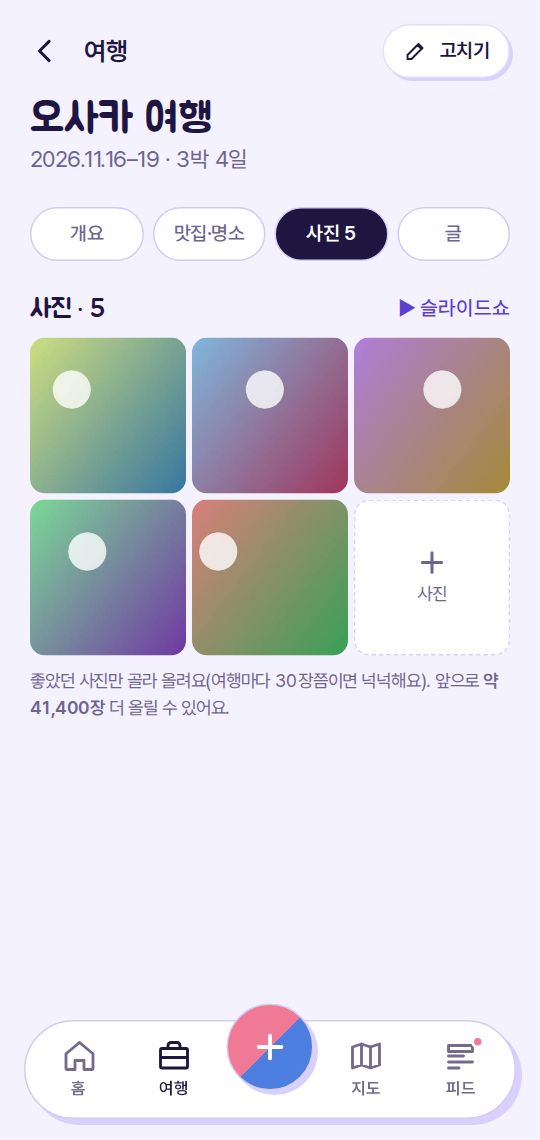 여행
고치기
오사카 여행
2026.11.16–19 · 3박 4일
개요
맛집·명소
사진 5
글
사진 · 5
▶ 슬라이드쇼
사진
좋았던 사진만 골라 올려요(여행마다 30장쯤이면 넉넉해요). 앞으로 약
41,400장 더 올릴 수 있어요.
홈
여행
지도
피드